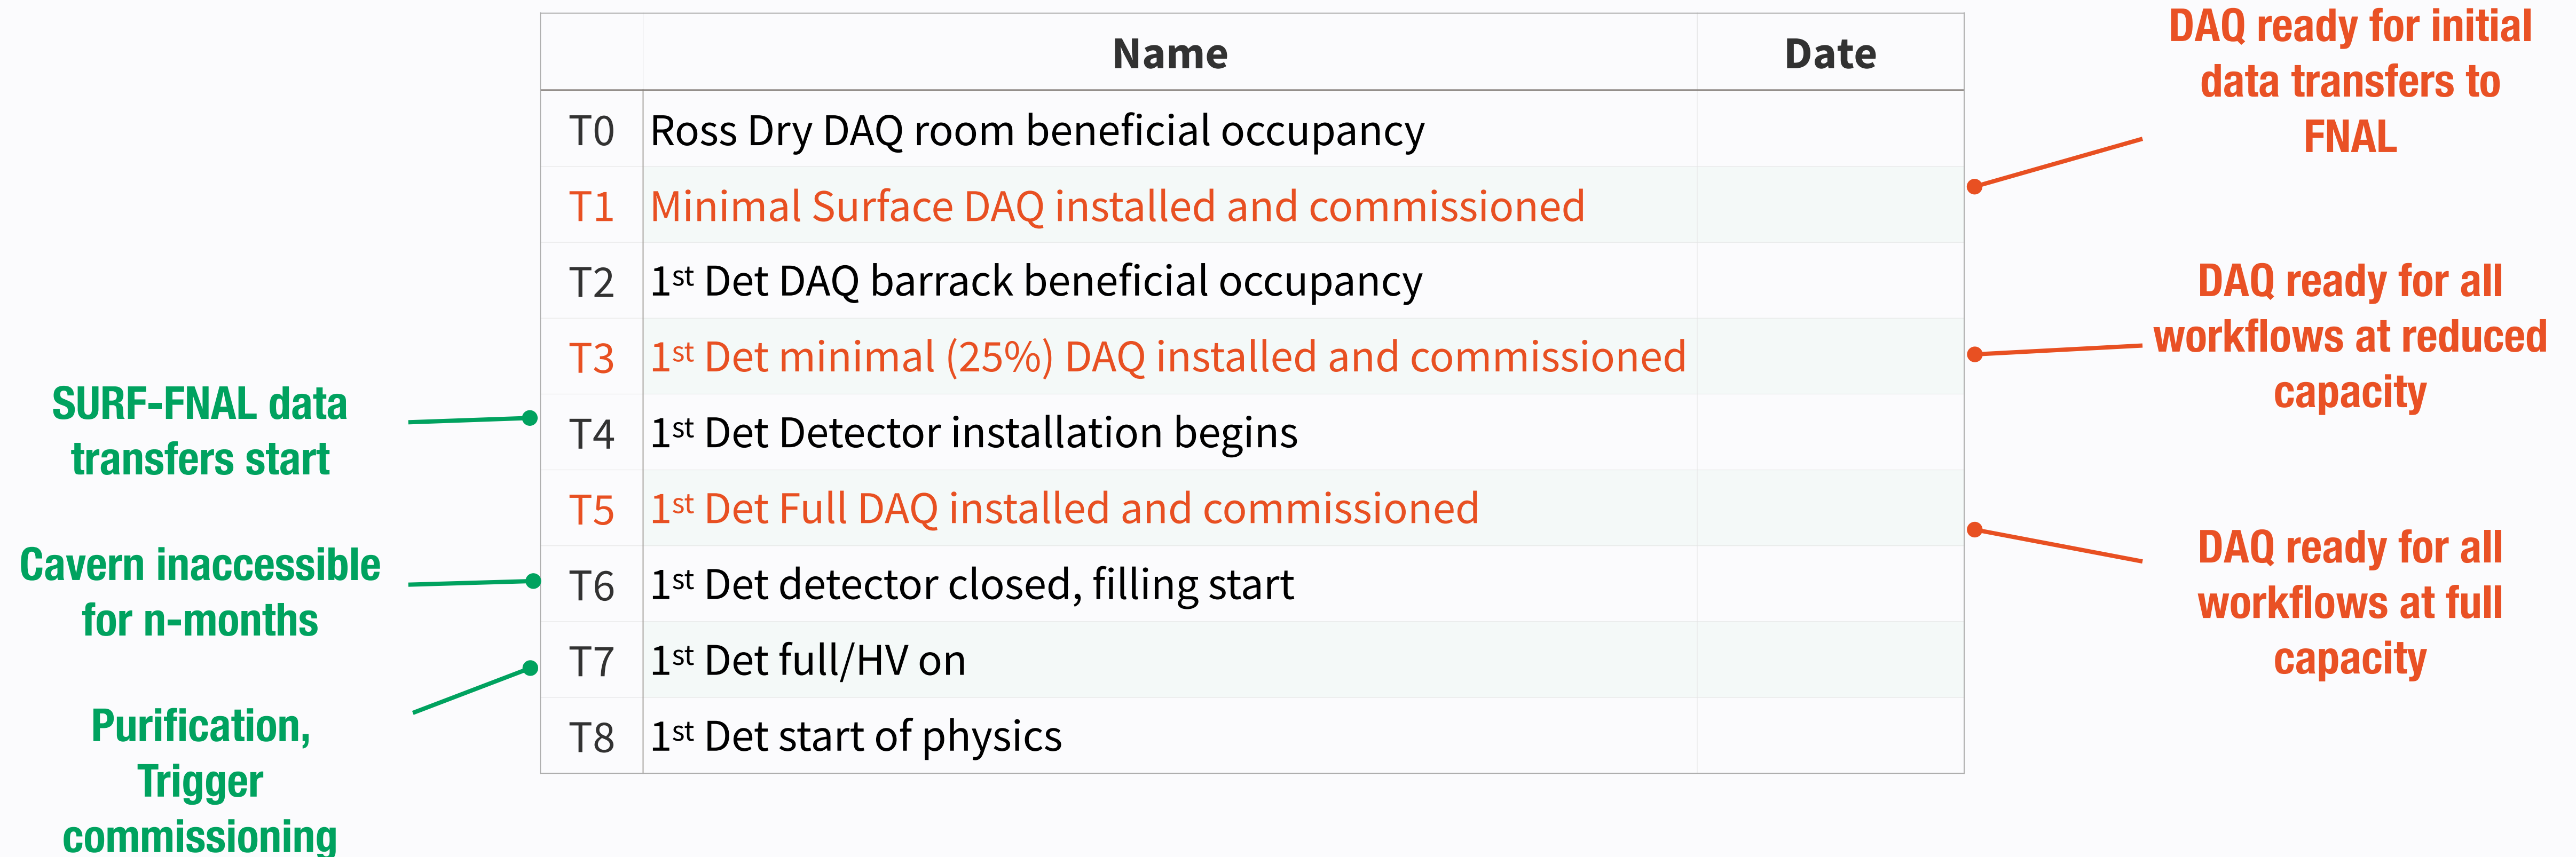 Name Date
T0 Ross Dry DAQ room beneficial occupancy
T1 Minimal Surface DAQ installed and commissioned
T2 1st Det DAQ barrack beneficial occupancy
T3 1st Det minimal (25%) DAQ installed and commissioned
T4 1st Det Detector installation begins
T5 1st Det Full DAQ installed and commissioned
T6 1st Det detector closed, filling start
T7 1st Det full/HV on
T8 1st Det start of physics
SURF-FNAL data
transfers start
Cavern inaccessible
for n-months
Purification,
Trigger
commissioning
DAQ ready for initial
data transfers to
FNAL
DAQ ready for all
workflows at reduced
capacity
DAQ ready for all
workflows at full
capacity